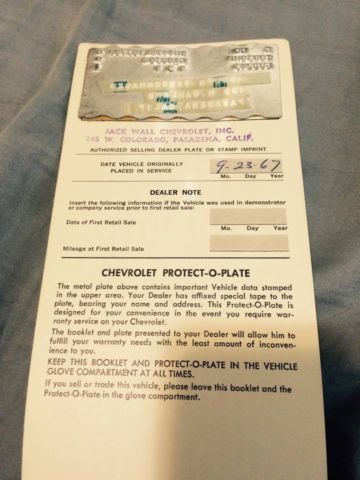 JACK WALL CHEVROLET, INC.
245 W. COLORADO, PASADENA, CALIF.
AUTHORIZED SELLING DEALER PLATE OR STAMP IMPRINT
DATE VEHICLE ORIGINALLY
PLACED IN SERVICE
9-23-67
Mo. Day Year
DEALER NOTE
Insert the following information if the Vehicle was used in demonstrator
or company service prior to first retail sale:
Date of First Retail Sale
Mo. Day Year
Mileage at First Retail Sale
CHEVROLET PROTECT-O-PLATE
The metal plate above contains important Vehicle data stamped
in the upper area. Your Dealer has affixed special tape to the
plate, bearing your name and address. This Protect-O-Plate is
designed for your convenience in the event you require war-
ranty service on your Chevrolet.
The booklet and plate presented to your Dealer will allow him to
fulfill your warranty needs with the least amount of inconven-
ience to you.
KEEP THIS BOOKLET AND PROTECT-O-PLATE IN THE VEHICLE
GLOVE COMPARTMENT AT ALL TIMES.
If you sell or trade this vehicle, please leave this booklet and the
Protect-O-Plate in the glove compartment.